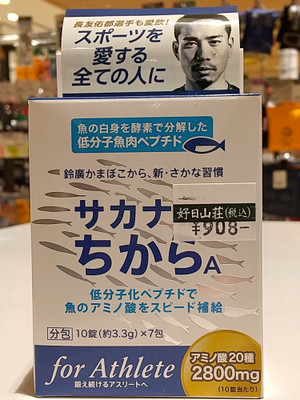 長友佑都選手も愛飲!
スポーツを
愛する
全ての人に
魚の白身を酵素で分解した
低分子魚肉ペプチド
鈴廣かまぼこから、新・さかな習慣
サカナの
ちからA
好日山荘(税込)
¥908-
低分子化ペプチドで
魚のアミノ酸をスピード補給
分包 10錠(約3.3g)×7包
for Athlete
鍛え続けるアスリートへ
アミノ酸20種
2800mg
(10錠当たり)